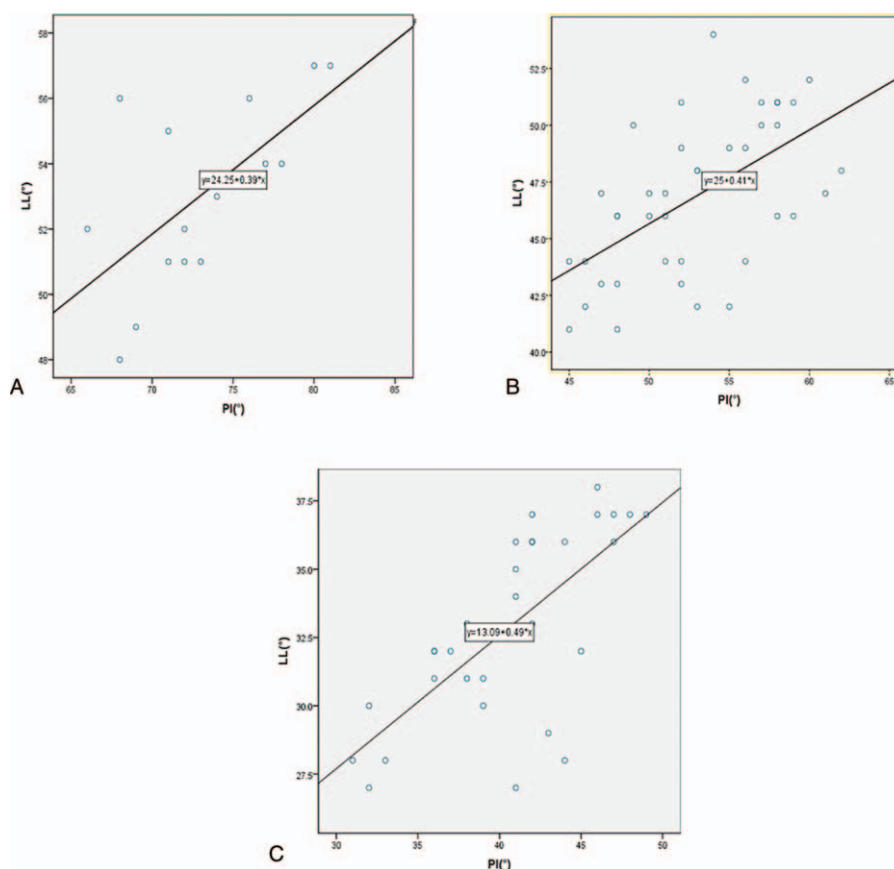 58
56
54
52
50
48
LL(°)
y=24.25+0.39*x
65 70 75 80 85
PI(°)
A
52.5
50.0
47.5
45.0
42.5
40.0
LL(°)
y=25+0.41*x
45 50 55 60 65
PI(°)
B
37.5
35.0
32.5
30.0
27.5
LL(°)
y=13.09+0.49*x
30 35 40 45 50
PI(°)
C